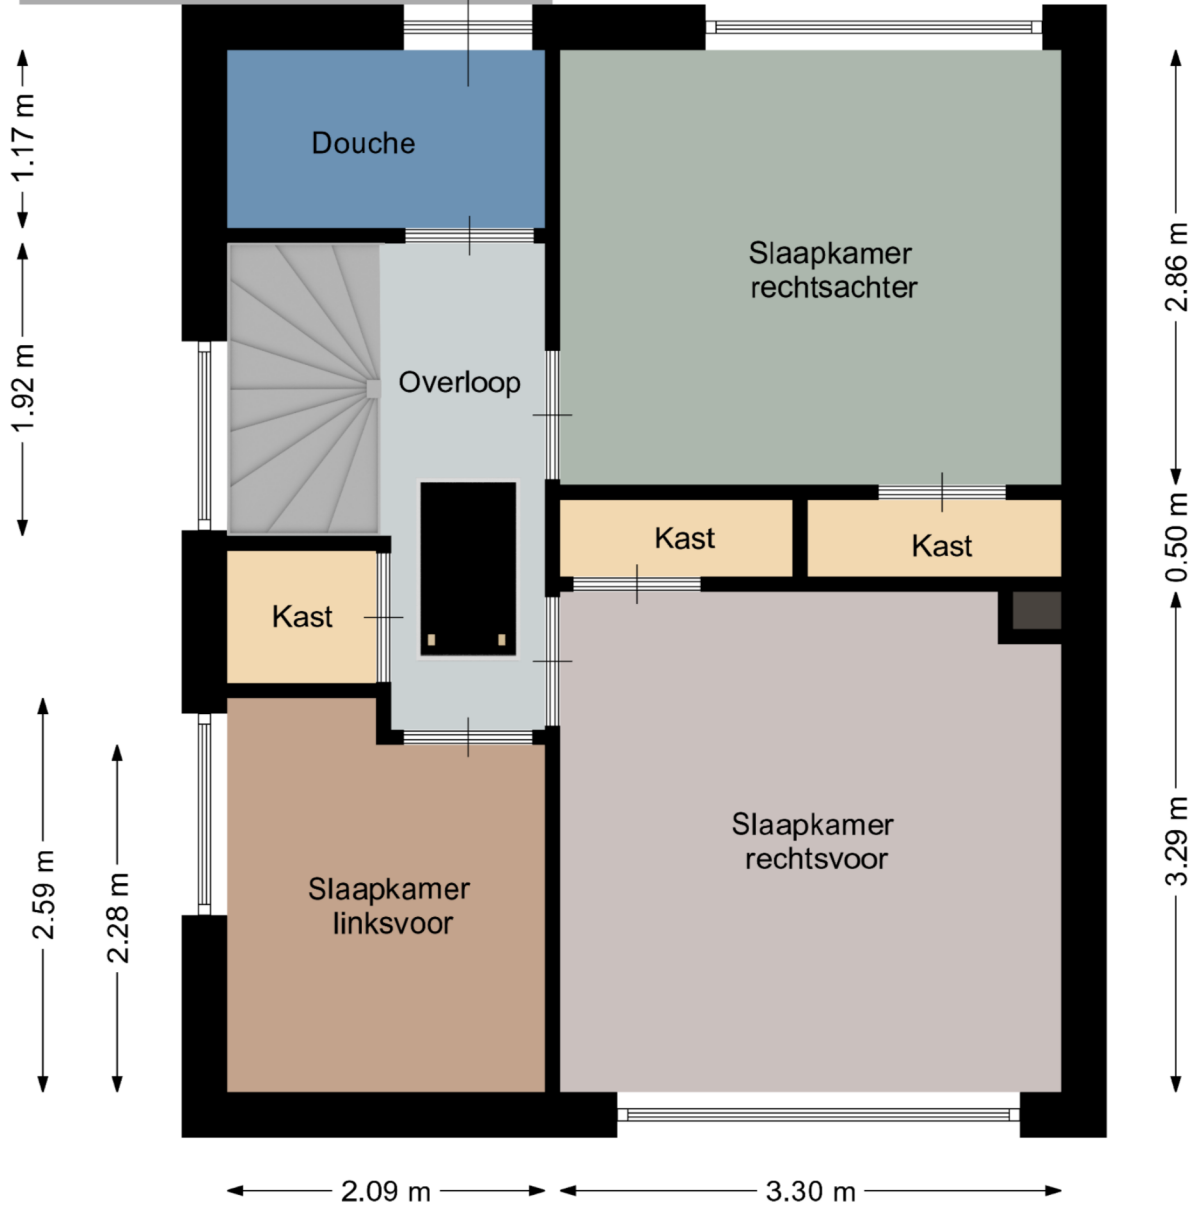 Douche
1.17 m
Slaapkamer
rechtsachter
2.86 m
Overloop
1.92 m
Kast
Kast
0.50 m
Kast
Slaapkamer
rechtsvoor
3.29 m
Slaapkamer
linksvoor
2.59 m
2.28 m
2.09 m
3.30 m